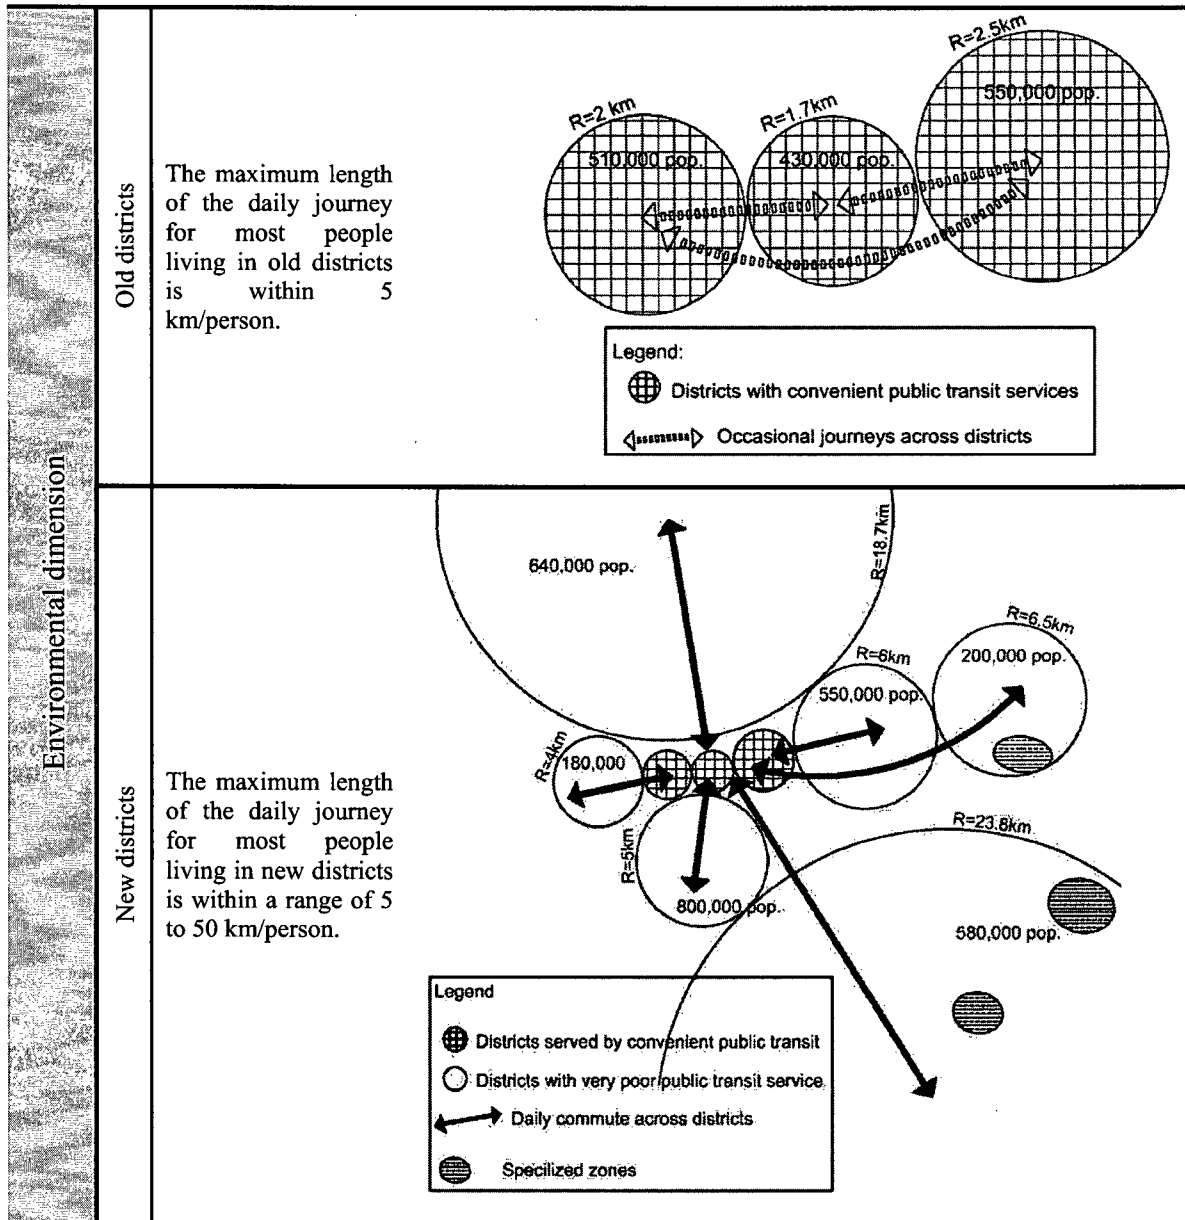 Environmental dimension
Old districts
The maximum length
of the daily journey
for most people
living in old districts
is within 5
km/person.
R=2 km
510,000 pop.
R=1.7km
430,000 pop.
R=2.5km
550,000 pop.
Legend:
Districts with convenient public transit services
Occasional journeys across districts
New districts
The maximum length
of the daily journey
for most people
living in new districts
is within a range of 5
to 50 km/person.
640,000 pop.
R=18.7km
R=6km
550,000 pop.
R=6.5km
200,000 pop.
R=4km
180,000
R=5km
800,000 pop.
R=23.8km
580,000 pop.
Legend
Districts served by convenient public transit
Districts with very poor public transit service
Daily commute across districts
Specilized zones